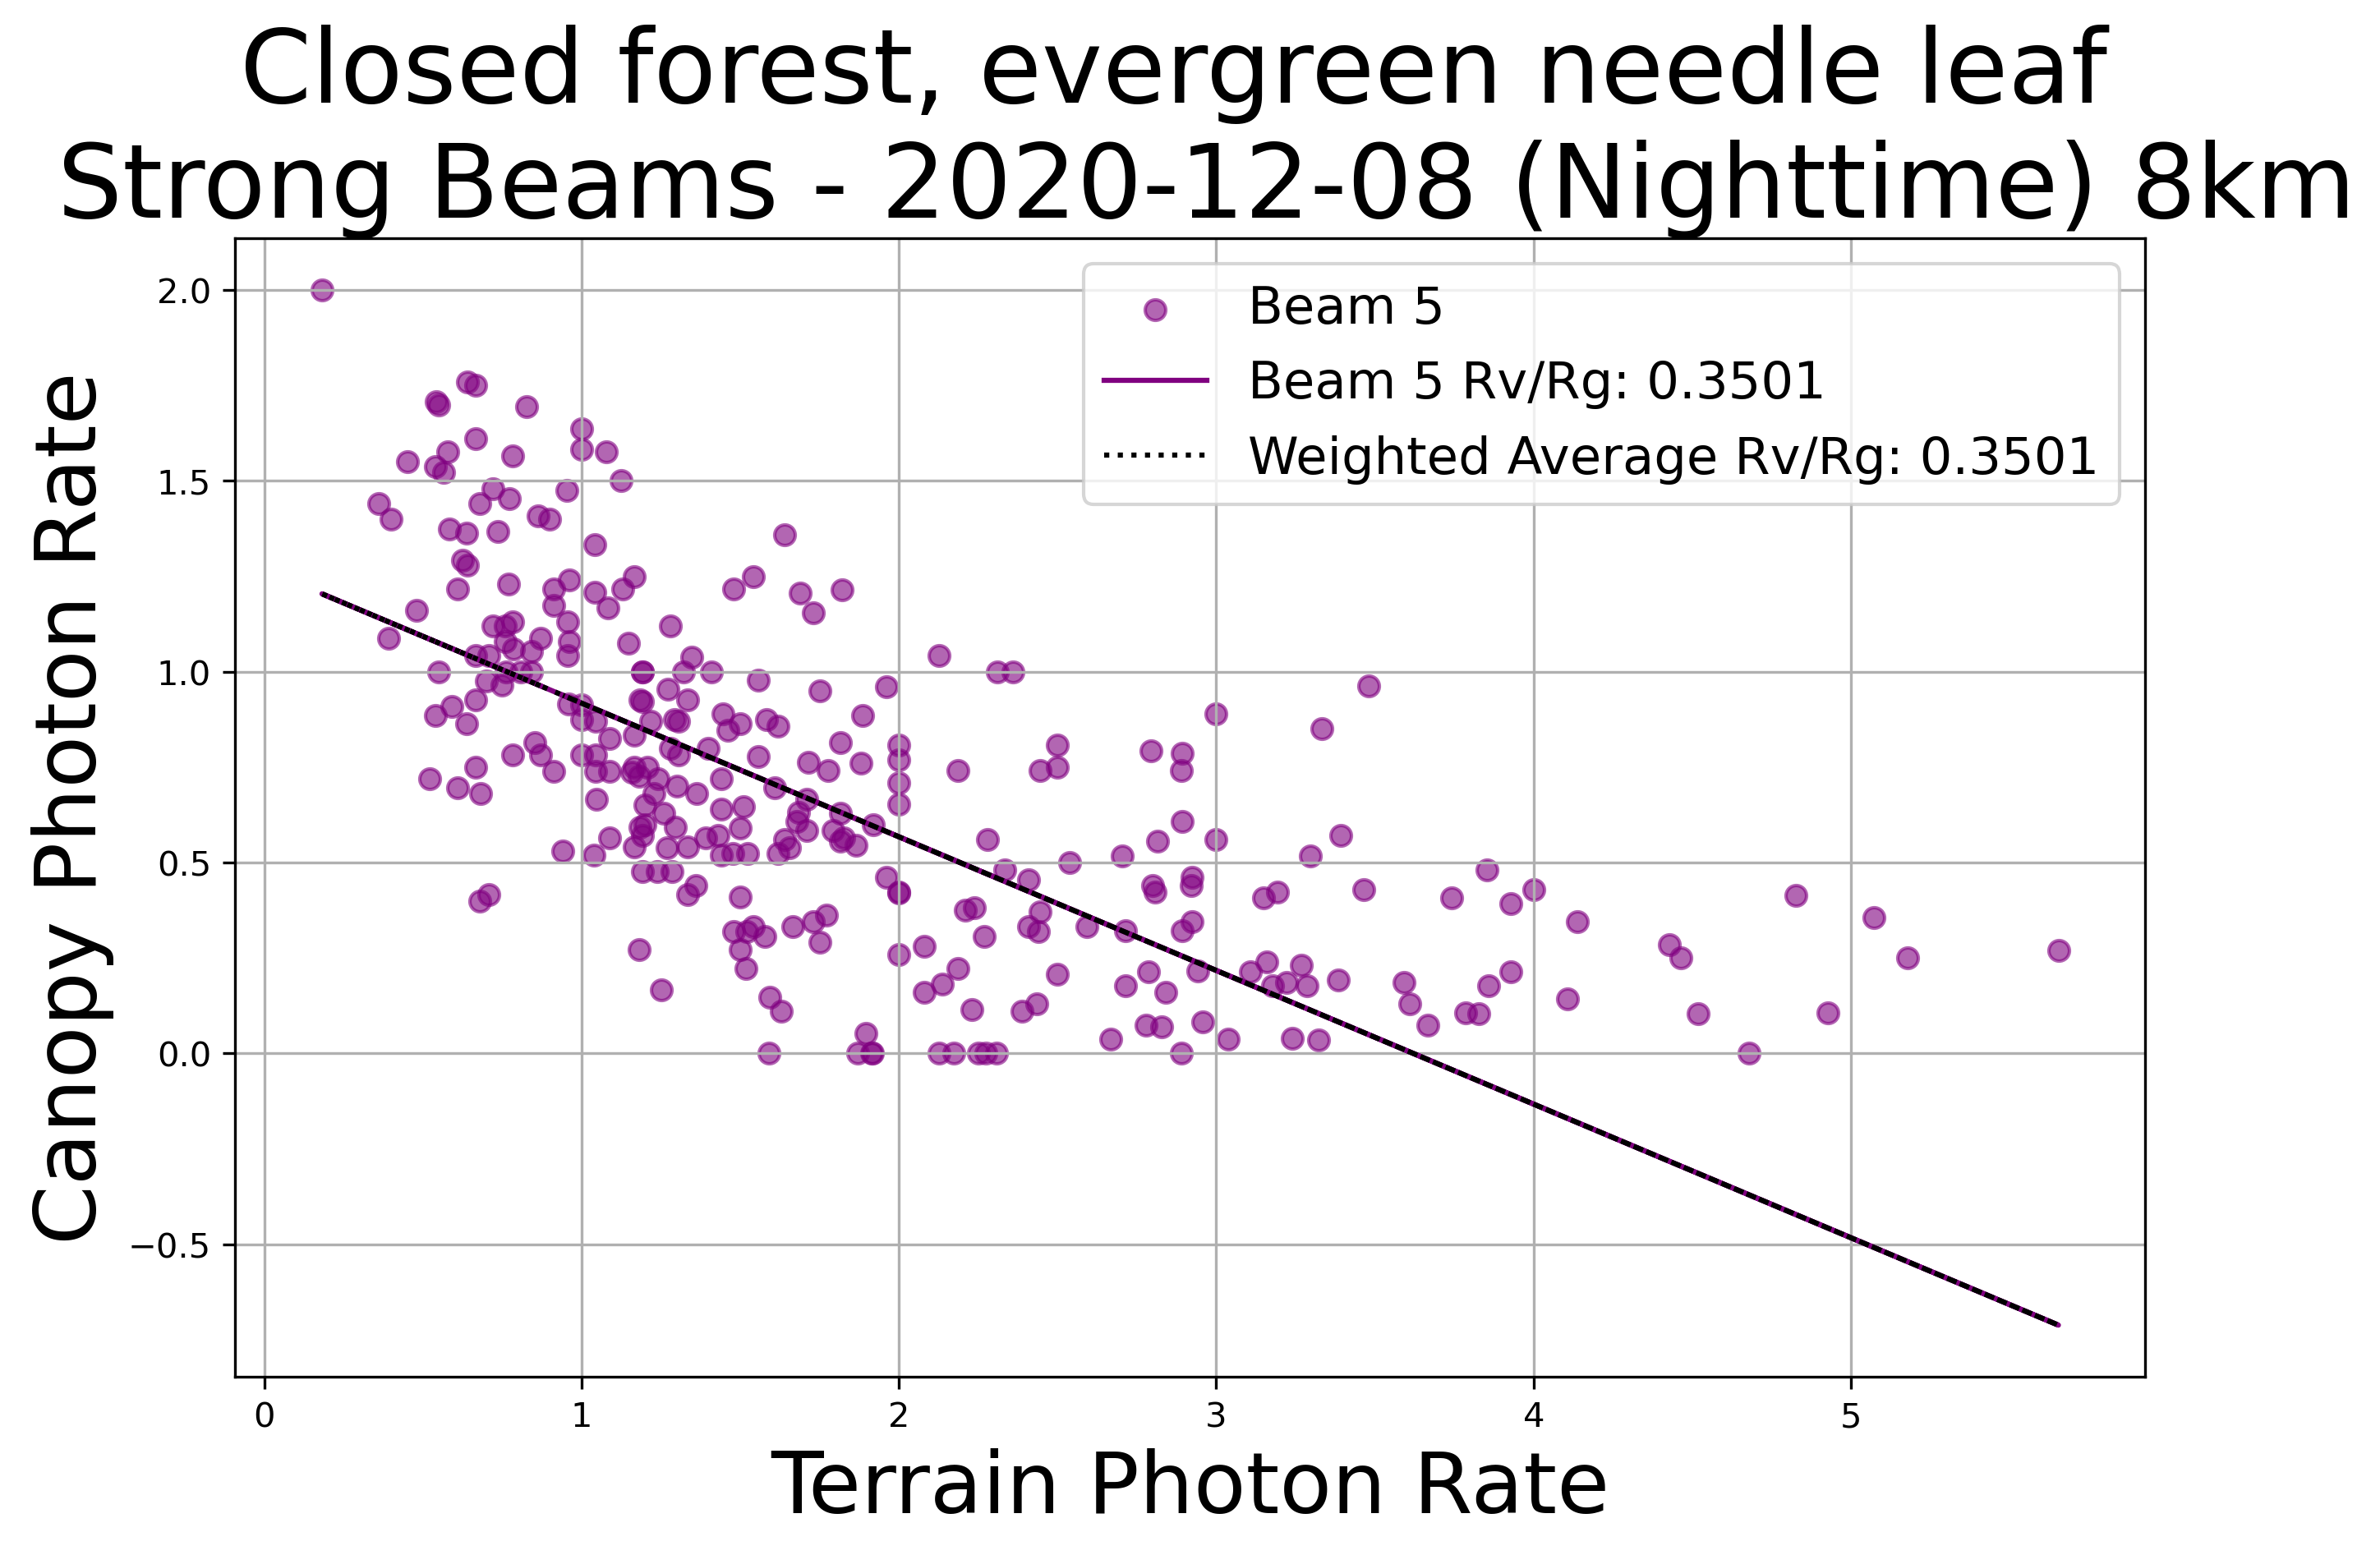 Closed forest, evergreen needle leaf
Strong Beams - 2020-12-08 (Nighttime) 8km
Beam 5
Beam 5 Rv/Rg: 0.3501
Weighted Average Rv/Rg: 0.3501
Canopy Photon Rate
2.0
1.5
1.0
0.5
0.0
−0.5
0 1 2 3 4 5
Terrain Photon Rate